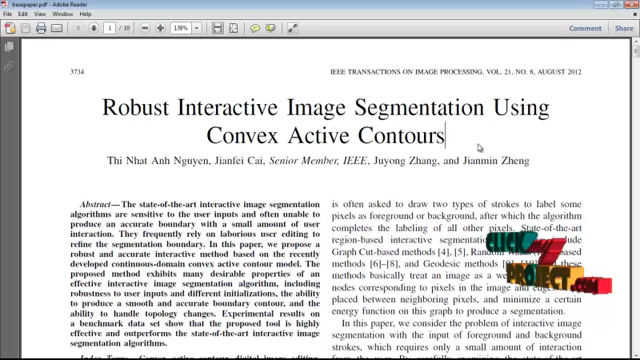 basepaper.pdf - Adobe Reader
File Edit View Window Help
1 / 10 139% Comment Share
3734 IEEE TRANSACTIONS ON IMAGE PROCESSING, VOL. 21, NO. 8, AUGUST 2012
Robust Interactive Image Segmentation Using
Convex Active Contours
Thi Nhat Anh Nguyen, Jianfei Cai, Senior Member, IEEE, Juyong Zhang, and Jianmin Zheng
Abstract—The state-of-the-art interactive image segmentation
algorithms are sensitive to the user inputs and often unable to
produce an accurate boundary with a small amount of user
interaction. They frequently rely on laborious user editing to
refine the segmentation boundary. In this paper, we propose a
robust and accurate interactive method based on the recently
developed continuous-domain convex active contour model. The
proposed method exhibits many desirable properties of an
effective interactive image segmentation algorithm, including
robustness to user inputs and different initializations, the ability
to produce a smooth and accurate boundary contour, and the
ability to handle topology changes. Experimental results on
a benchmark data set show that the proposed tool is highly
effective and outperforms the state-of-the-art interactive image
segmentation algorithms.
is often asked to draw two types of strokes to label some
pixels as foreground or background, after which the algorithm
completes the labeling of all other pixels. State-of-the-art
region-based interactive segmentation
Graph Cut-based methods [4], [5], Random
methods [6]–[8], and Geodesic methods
methods basically treat an image as a
nodes corresponding to pixels in the image and
placed between neighboring pixels, and minimize a certain
energy function on this graph to produce a segmentation.
In this paper, we consider the problem of interactive image
segmentation with the input of foreground and background
strokes, which requires only a small amount of interaction
CLICK MY
PROJECT.COM